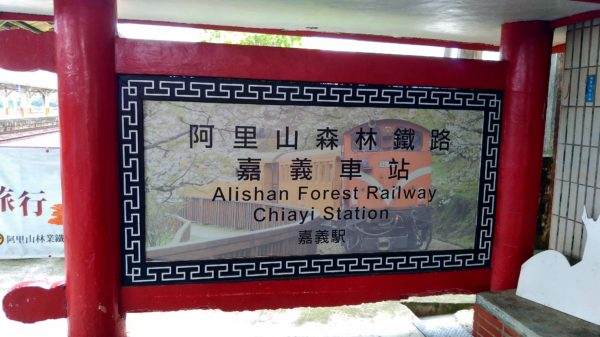 阿里山森林鐵路
嘉義車站
Alishan Forest Railway
Chiayi Station
嘉義駅
旅行
阿里山林業鐵